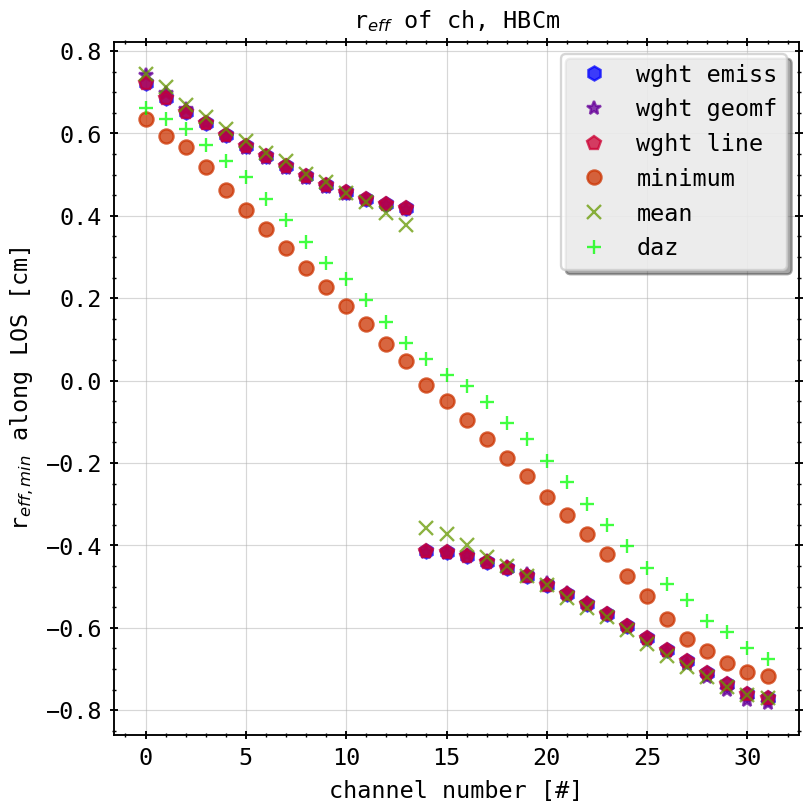 r_eff of ch, HBCm
wght emiss
wght geomf
wght line
minimum
mean
daz
r_eff,min along LOS [cm]
0.8
0.6
0.4
0.2
0.0
−0.2
−0.4
−0.6
−0.8
0 5 10 15 20 25 30
channel number [#]